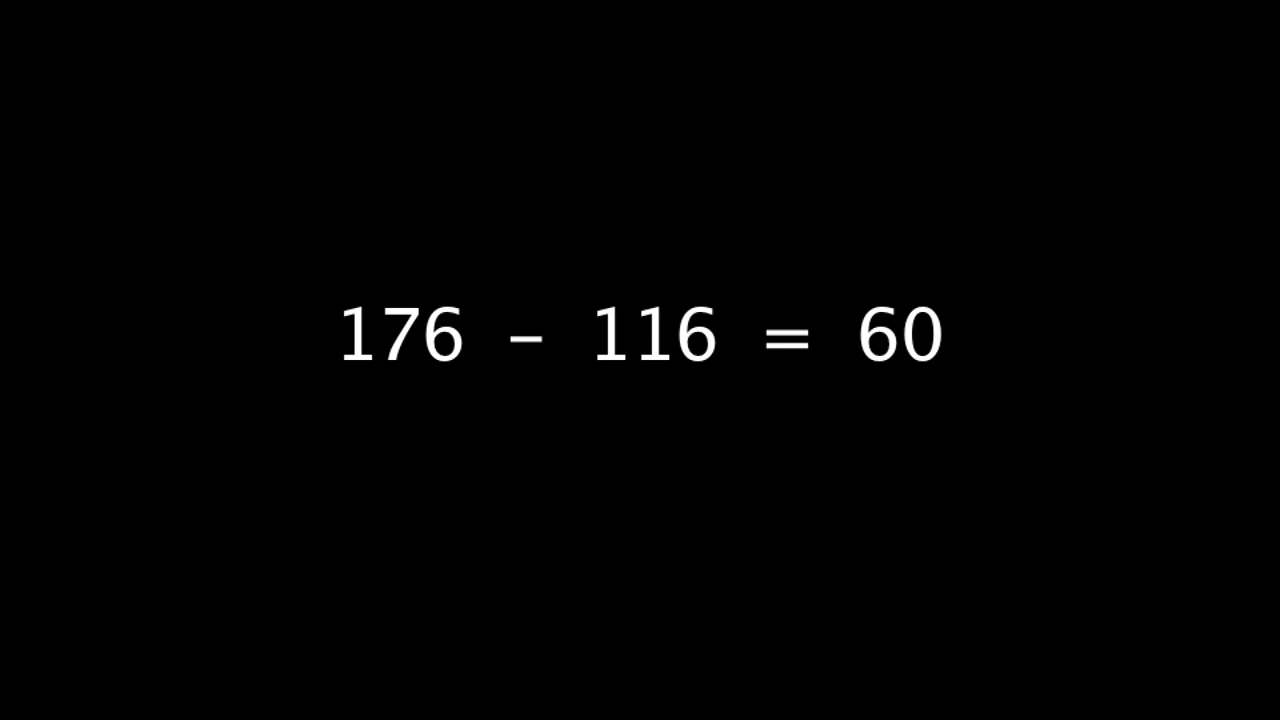 176 – 116 = 60